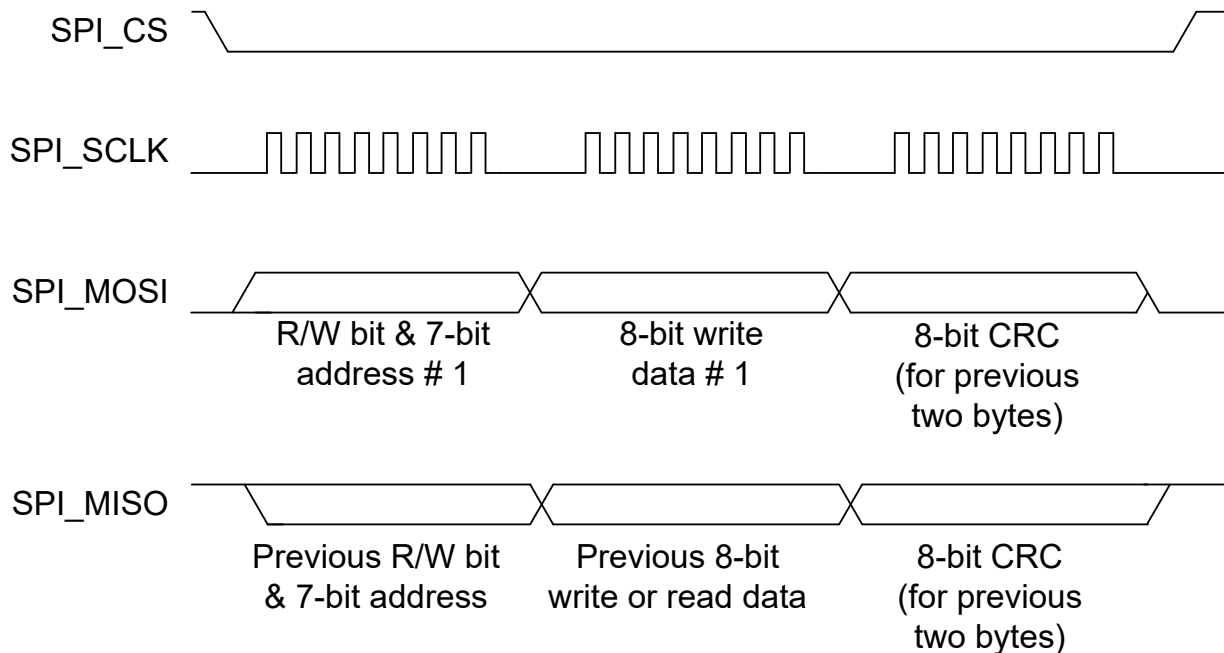 SPI_CS
SPI_SCLK
SPI_MOSI
R/W bit & 7-bit
address # 1
8-bit write
data # 1
8-bit CRC
(for previous
two bytes)
SPI_MISO
Previous R/W bit
& 7-bit address
Previous 8-bit
write or read data
8-bit CRC
(for previous
two bytes)